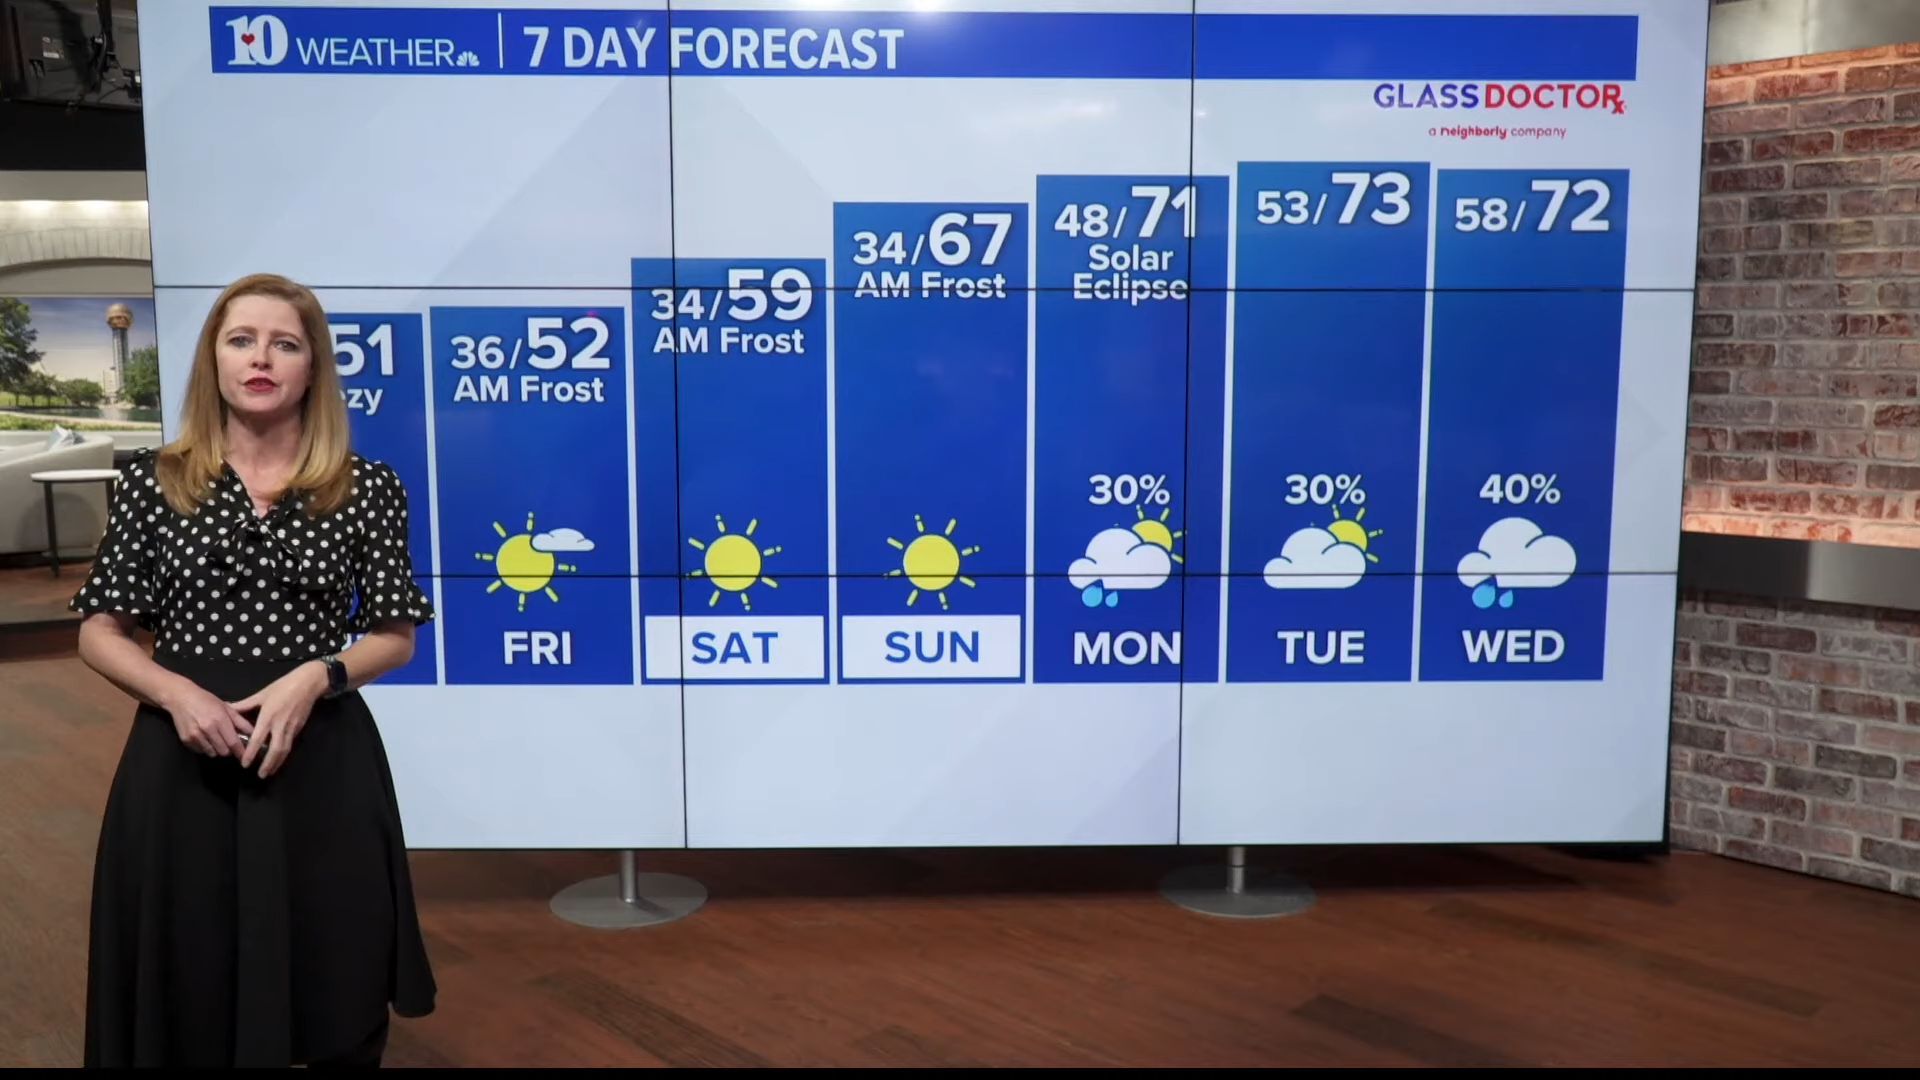 10 WEATHER | 7 DAY FORECAST
GLASS DOCTOR
a neighborly company
51
36/52
AM Frost
34/59
AM Frost
34/67
AM Frost
48/71
Solar
Eclipse
53/73
58/72
30%
30%
40%
FRI
SAT
SUN
MON
TUE
WED